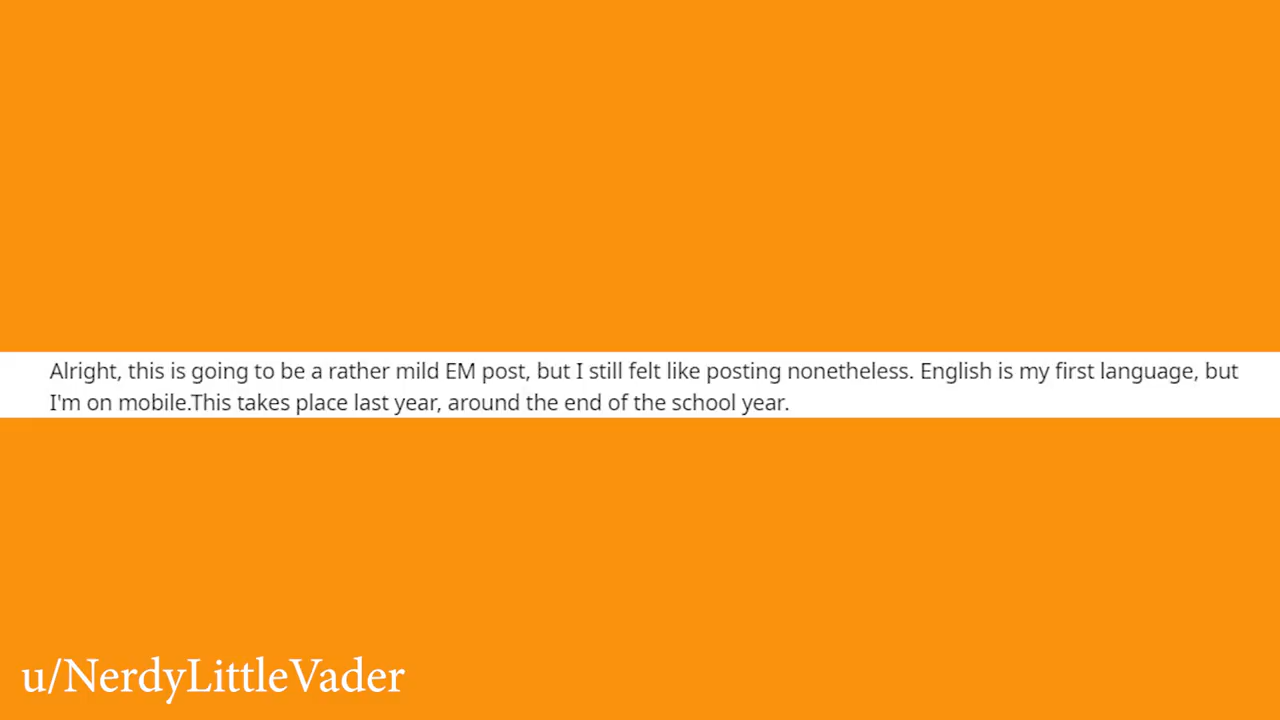 Alright, this is going to be a rather mild EM post, but I still felt like posting nonetheless. English is my first language, but
I'm on mobile.This takes place last year, around the end of the school year.
u/NerdyLittleVader